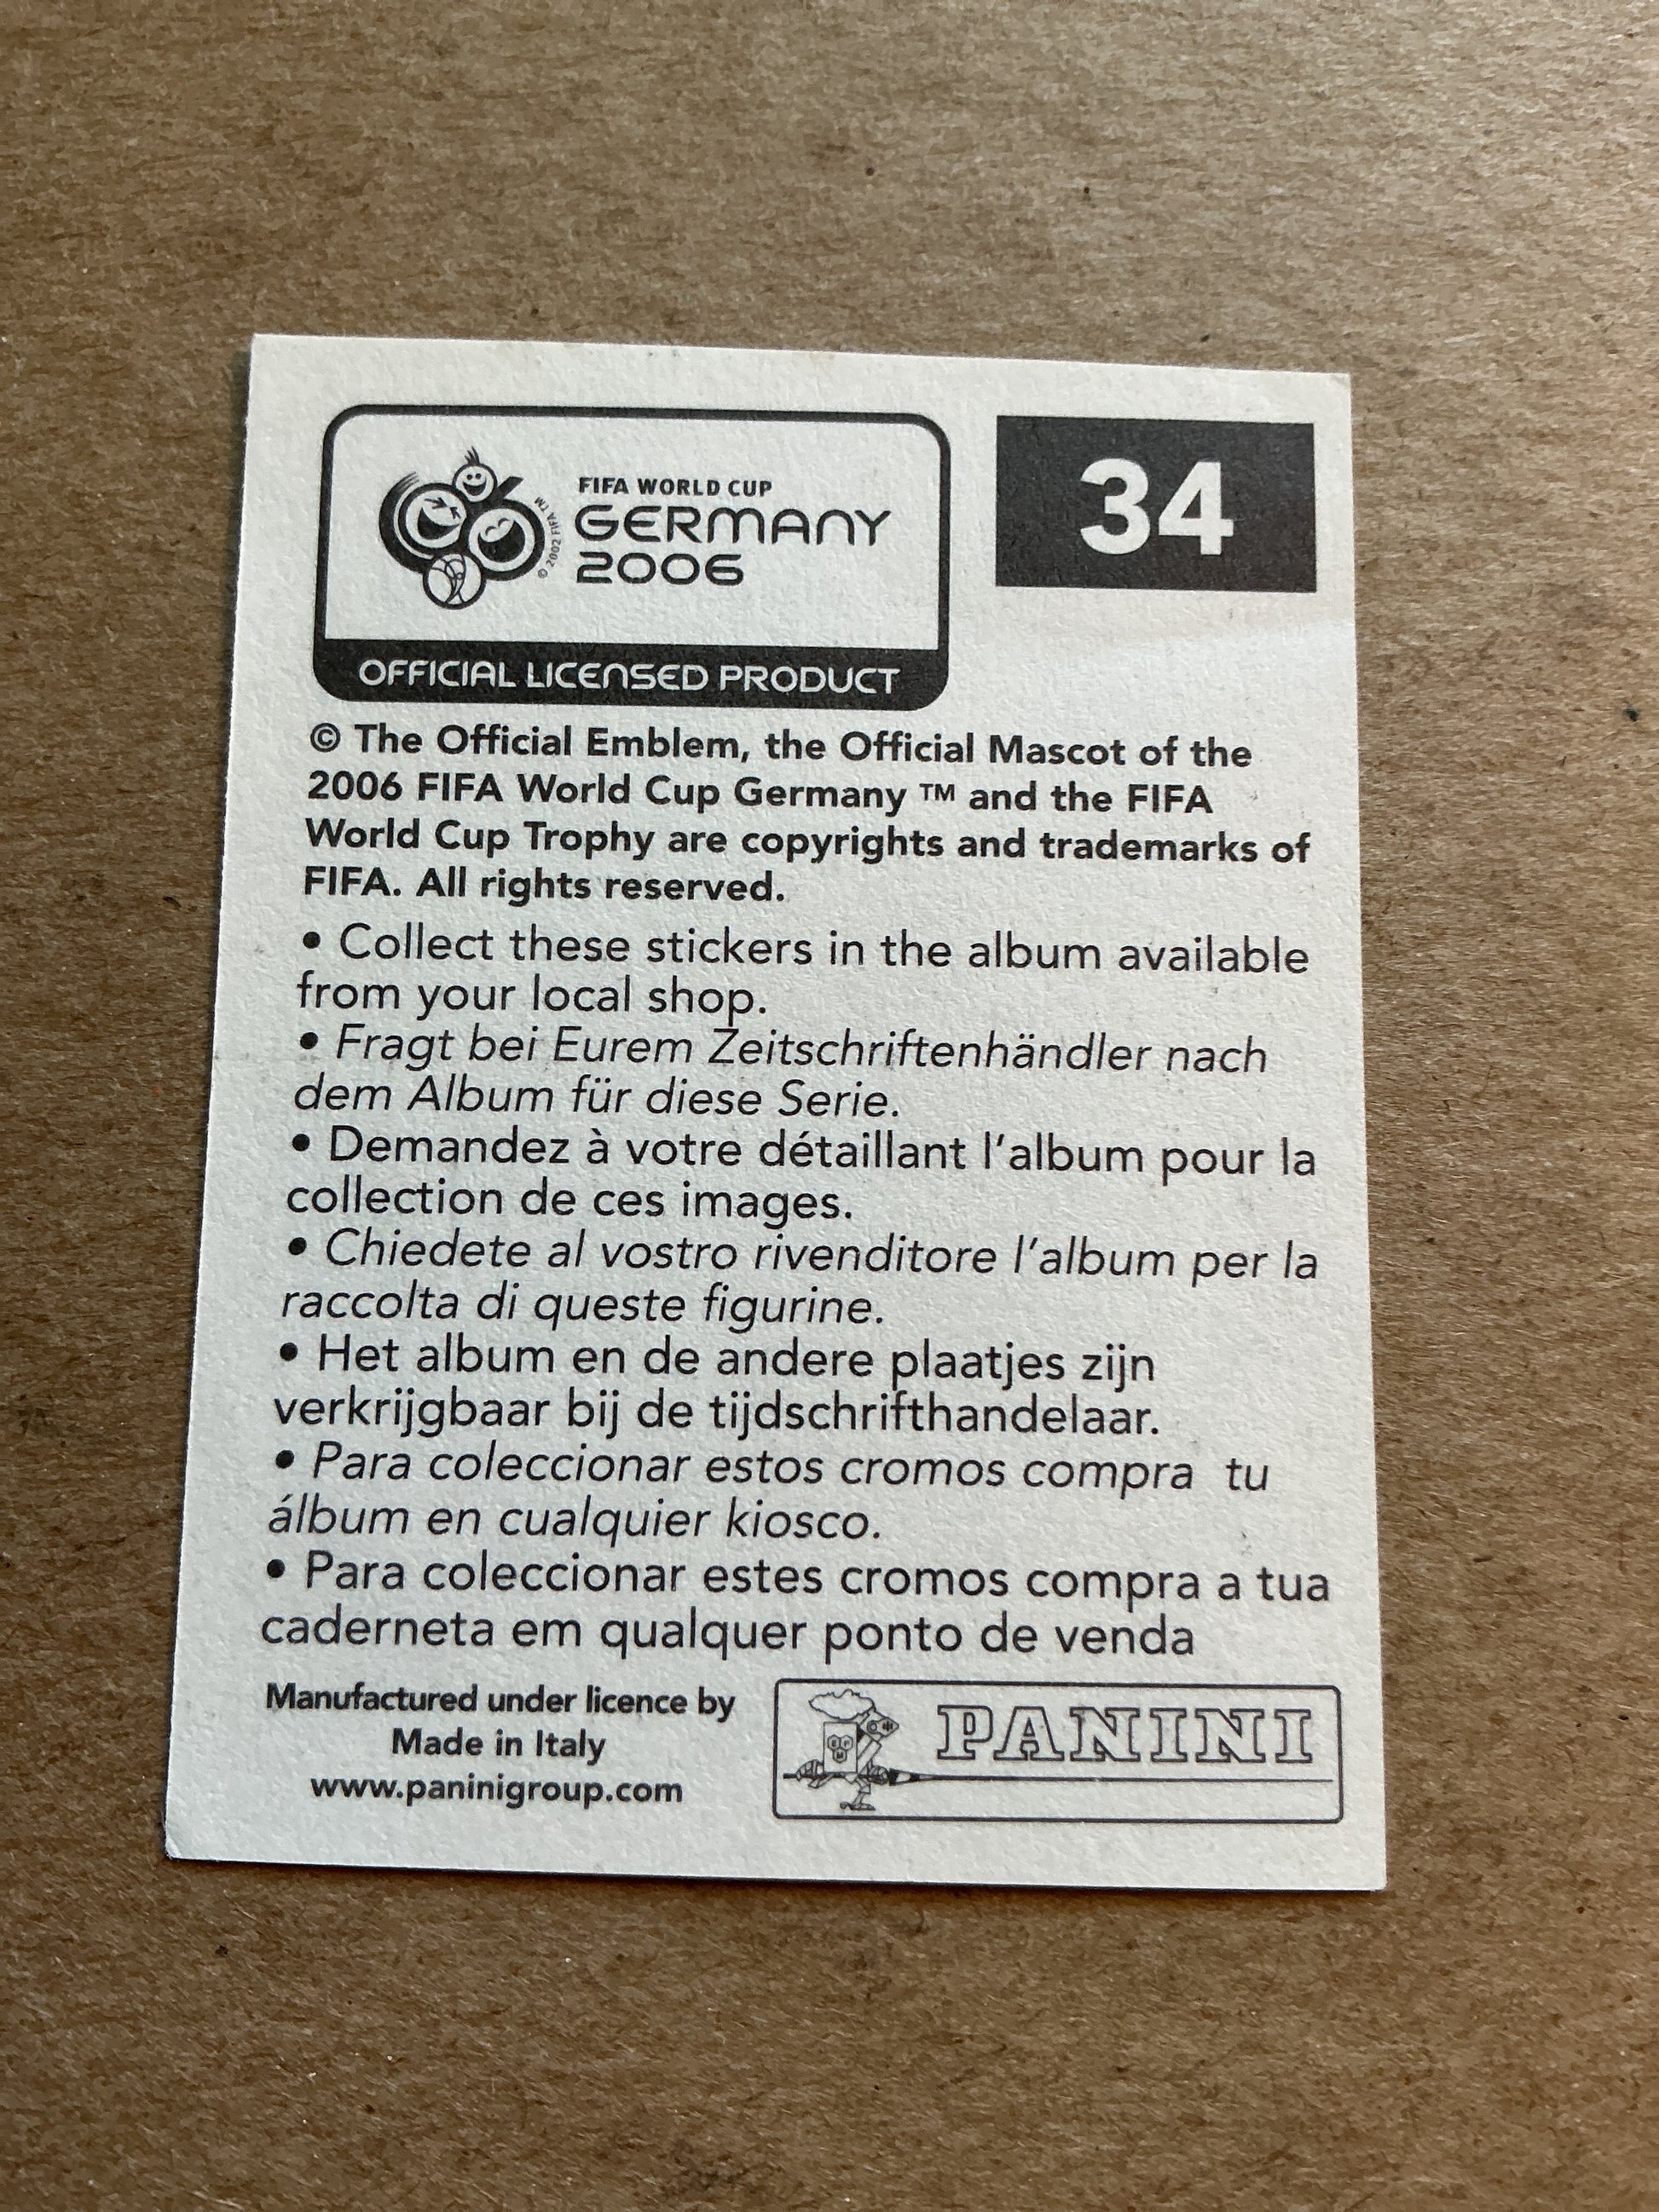 FIFA WORLD CUP
GERMANY
2006
© 2002 FIFA TM
OFFICIAL LICENSED PRODUCT
34
© The Official Emblem, the Official Mascot of the
2006 FIFA World Cup Germany ™ and the FIFA
World Cup Trophy are copyrights and trademarks of
FIFA. All rights reserved.
• Collect these stickers in the album available
from your local shop.
• Fragt bei Eurem Zeitschriftenhändler nach
dem Album für diese Serie.
• Demandez à votre détaillant l'album pour la
collection de ces images.
• Chiedete al vostro rivenditore l'album per la
raccolta di queste figurine.
• Het album en de andere plaatjes zijn
verkrijgbaar bij de tijdschrifthandelaar.
• Para coleccionar estos cromos compra  tu
álbum en cualquier kiosco.
• Para coleccionar estes cromos compra a tua
caderneta em qualquer ponto de venda
Manufactured under licence by
Made in Italy
www.paninigroup.com
PANINI